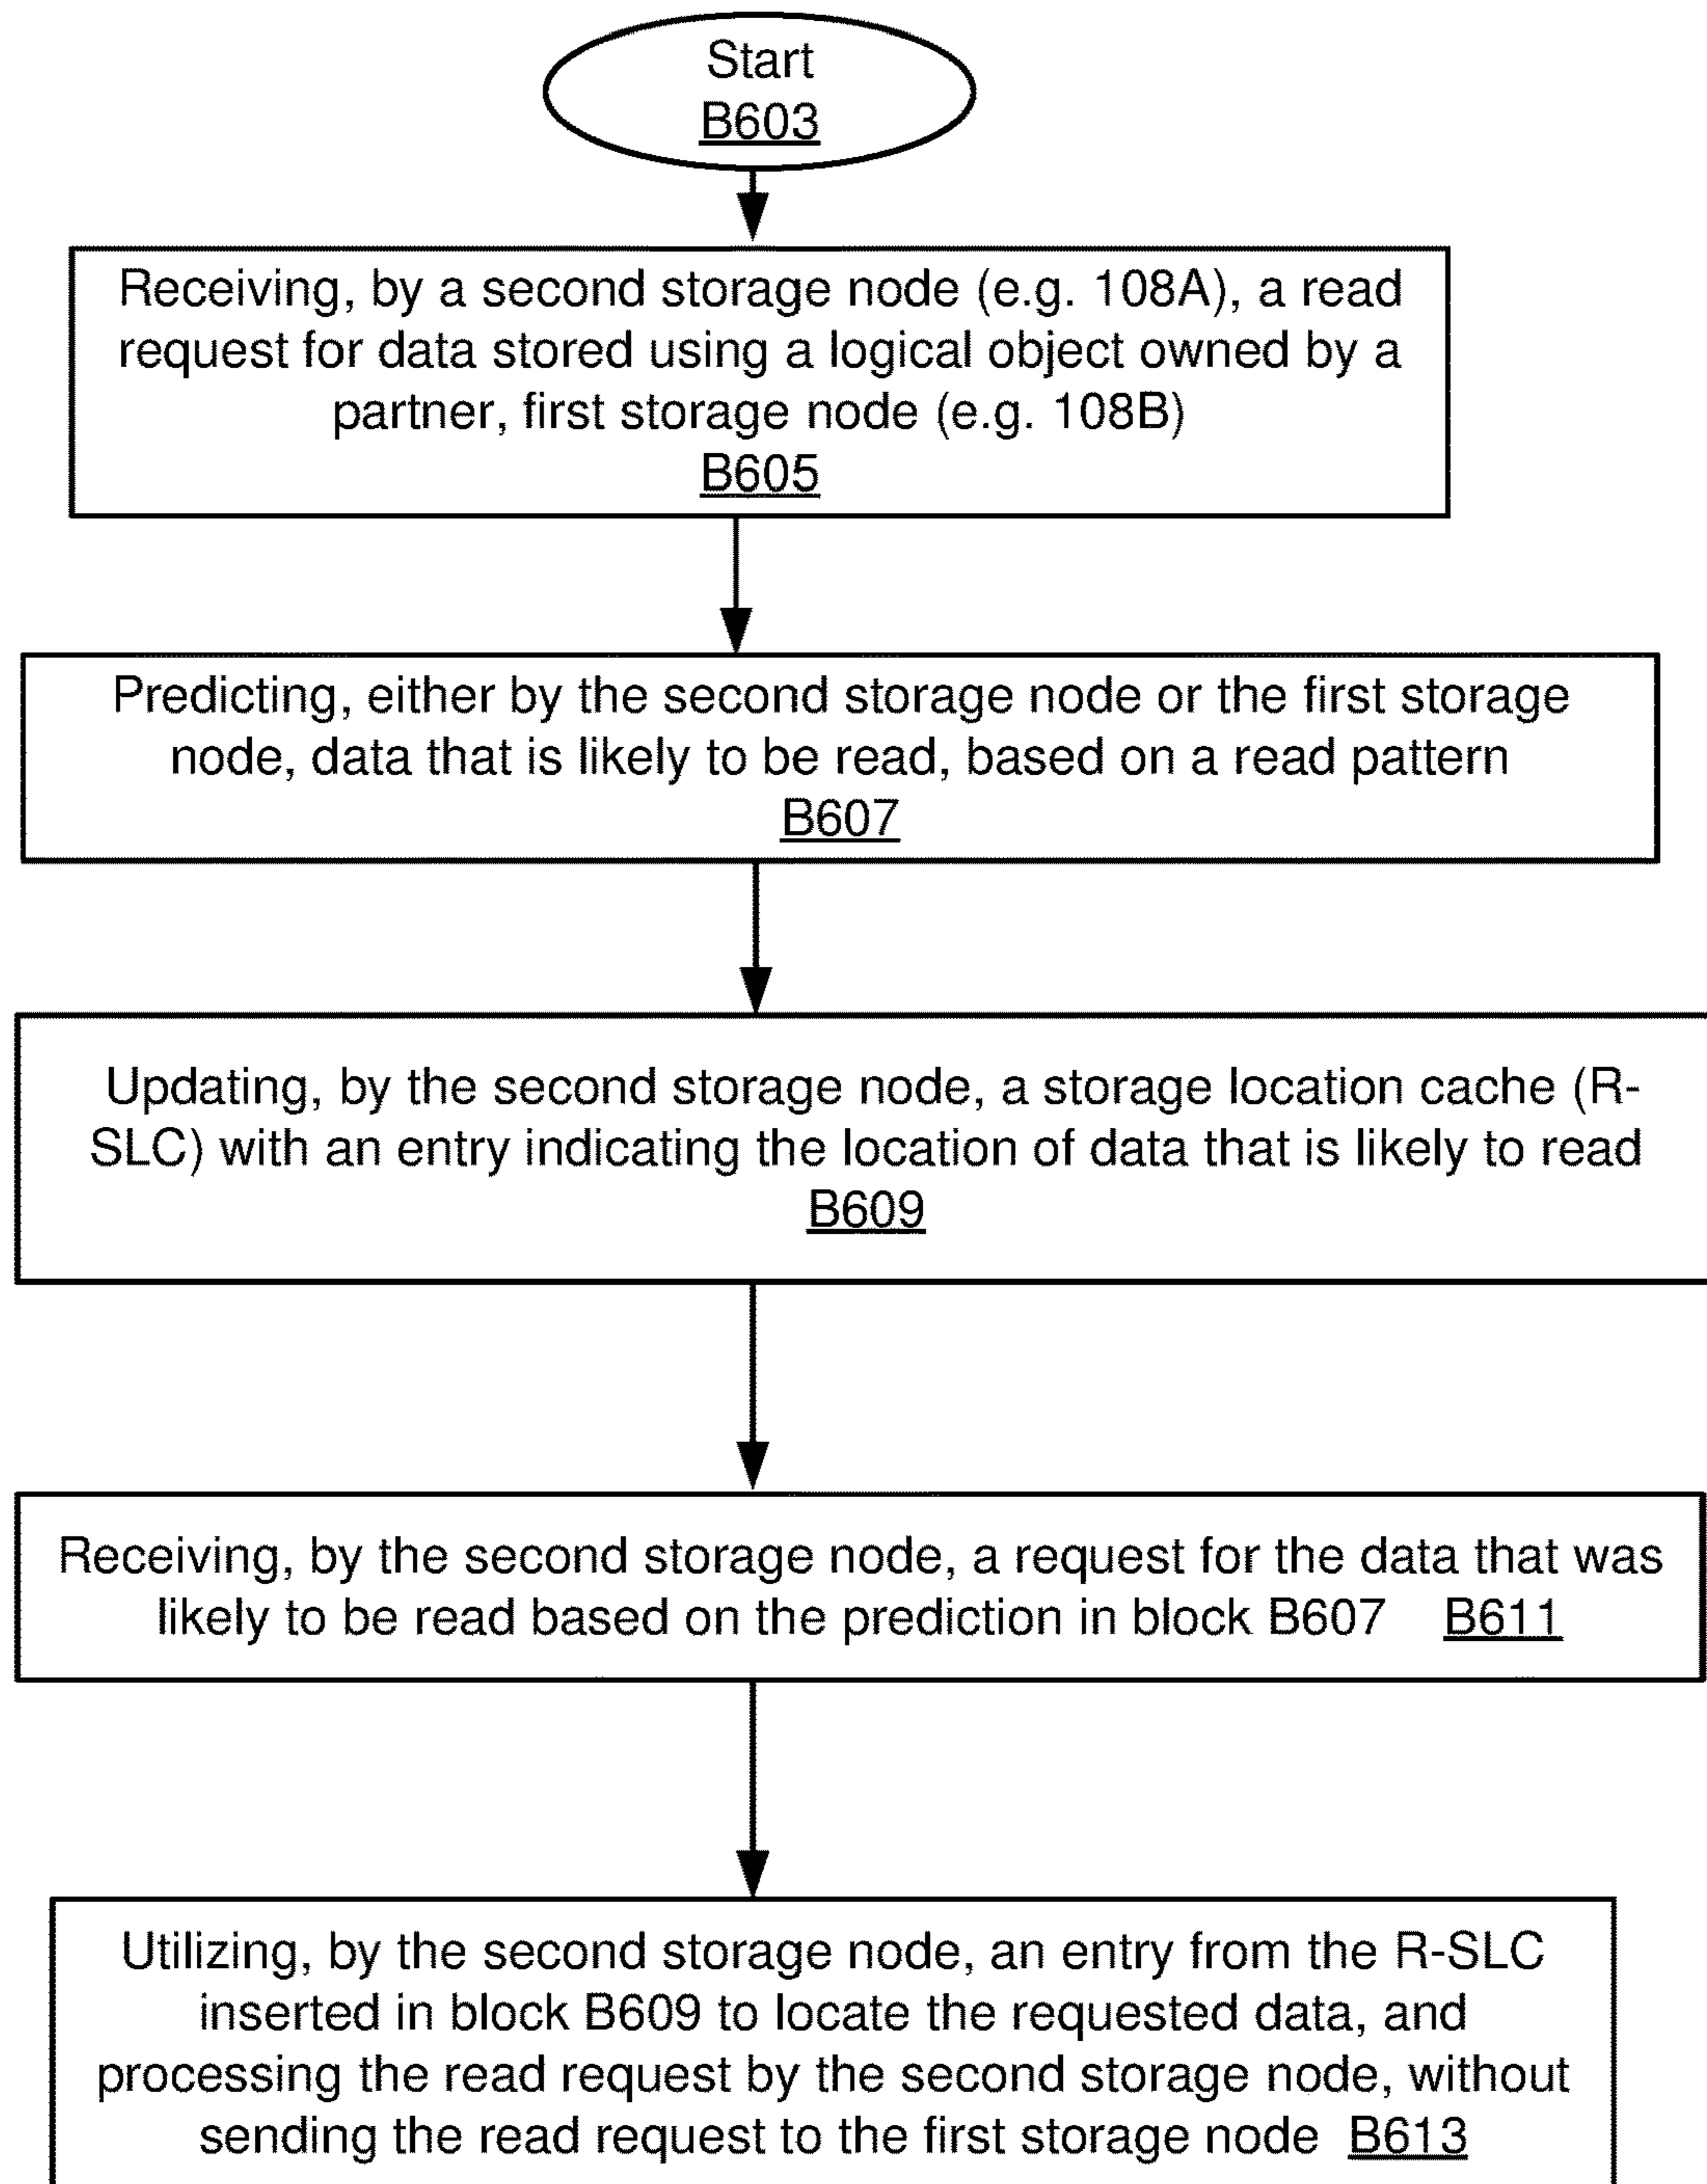 Start
B603
Receiving, by a second storage node (e.g. 108A), a read
request for data stored using a logical object owned by a
partner, first storage node (e.g. 108B)
B605
Predicting, either by the second storage node or the first storage
node, data that is likely to be read, based on a read pattern
B607
Updating, by the second storage node, a storage location cache (R-
SLC) with an entry indicating the location of data that is likely to read
B609
Receiving, by the second storage node, a request for the data that was
likely to be read based on the prediction in block B607 B611
Utilizing, by the second storage node, an entry from the R-SLC
inserted in block B609 to locate the requested data, and
processing the read request by the second storage node, without
sending the read request to the first storage node B613